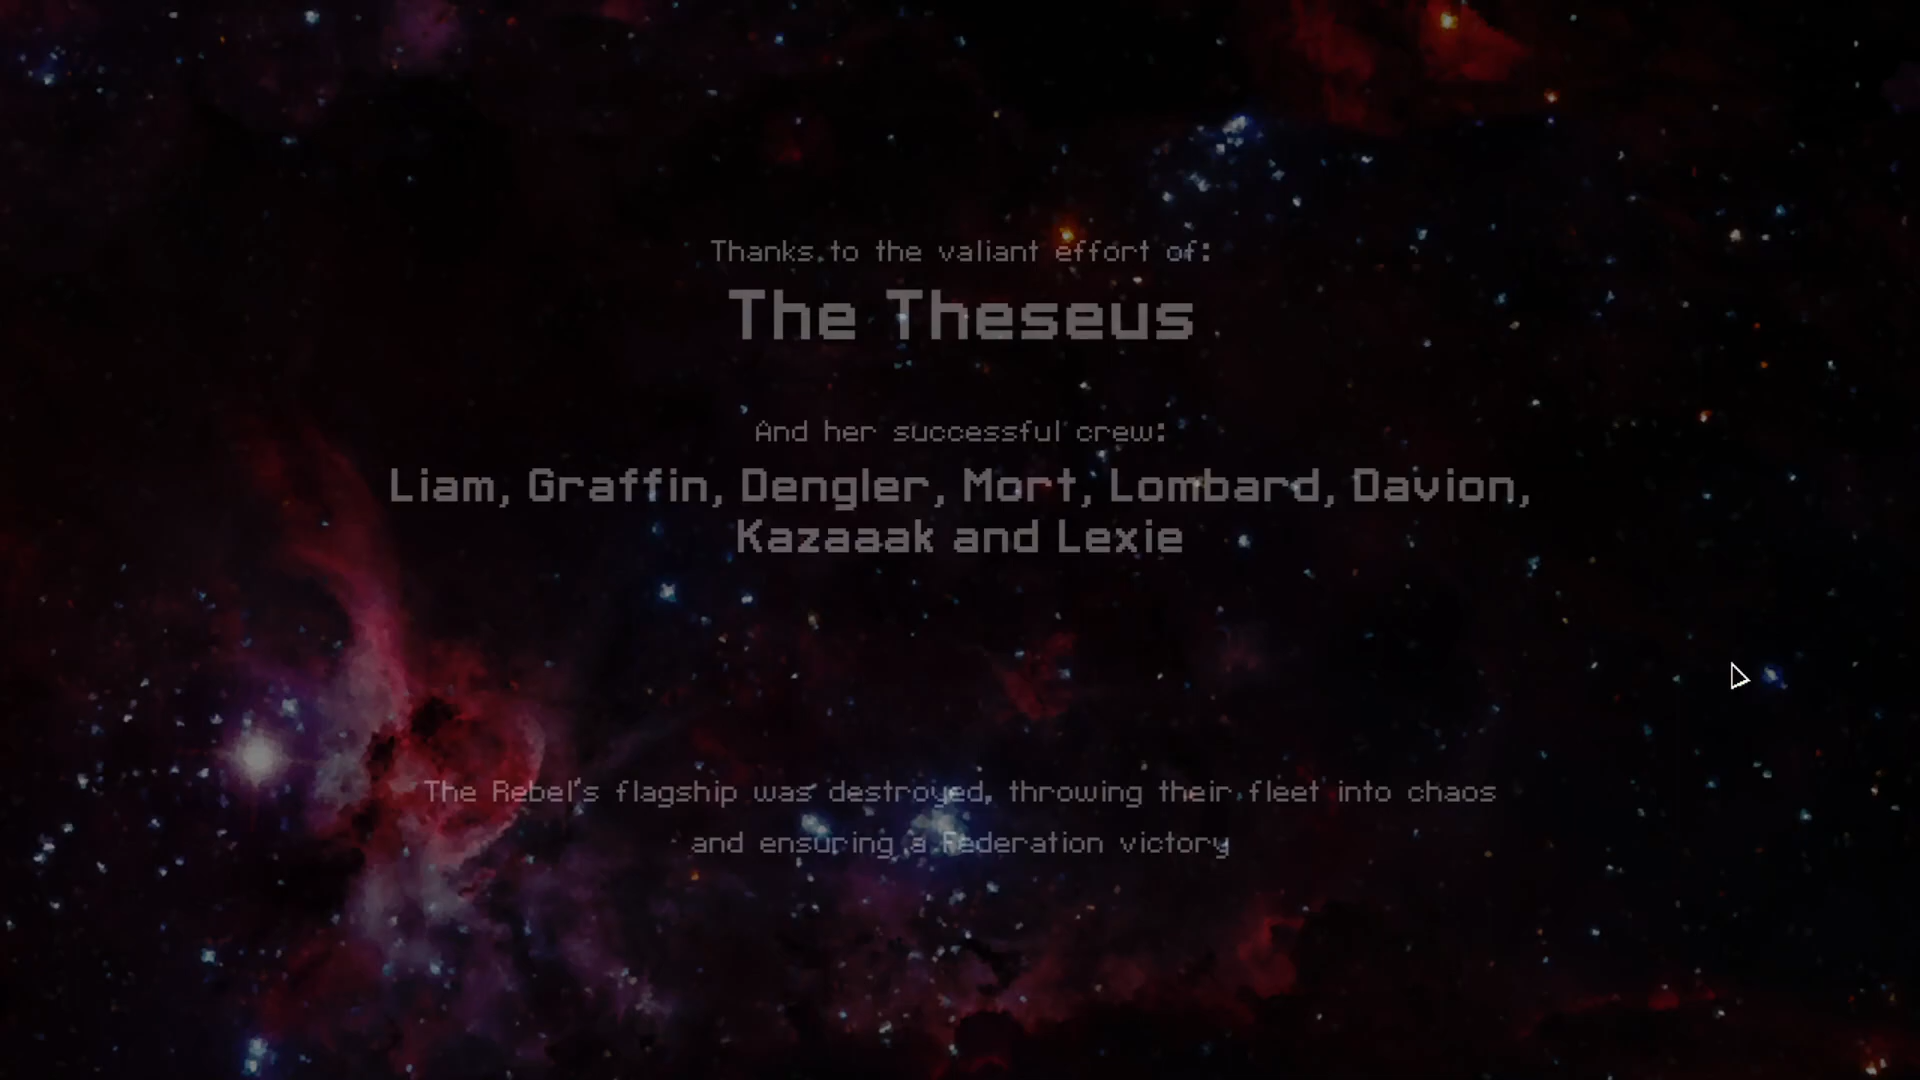 Thanks to the valiant effort of:
The Theseus
And her successful crew:
Liam, Graffin, Dengler, Mort, Lombard, Davion,
Kazaaak and Lexie
The Rebel's flagship was destroyed, throwing their fleet into chaos
and ensuring a Federation victory